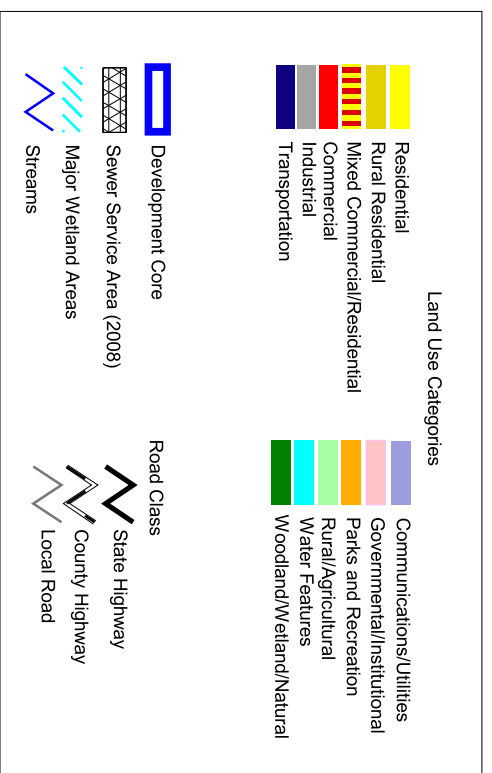 Land Use Categories
Residential
Rural Residential
Mixed Commercial/Residential
Commercial
Industrial
Transportation
Communications/Utilities
Governmental/Institutional
Parks and Recreation
Rural/Agricultural
Water Features
Woodland/Wetland/Natural
Development Core
Sewer Service Area (2008)
Major Wetland Areas
Streams
Road Class
State Highway
County Highway
Local Road